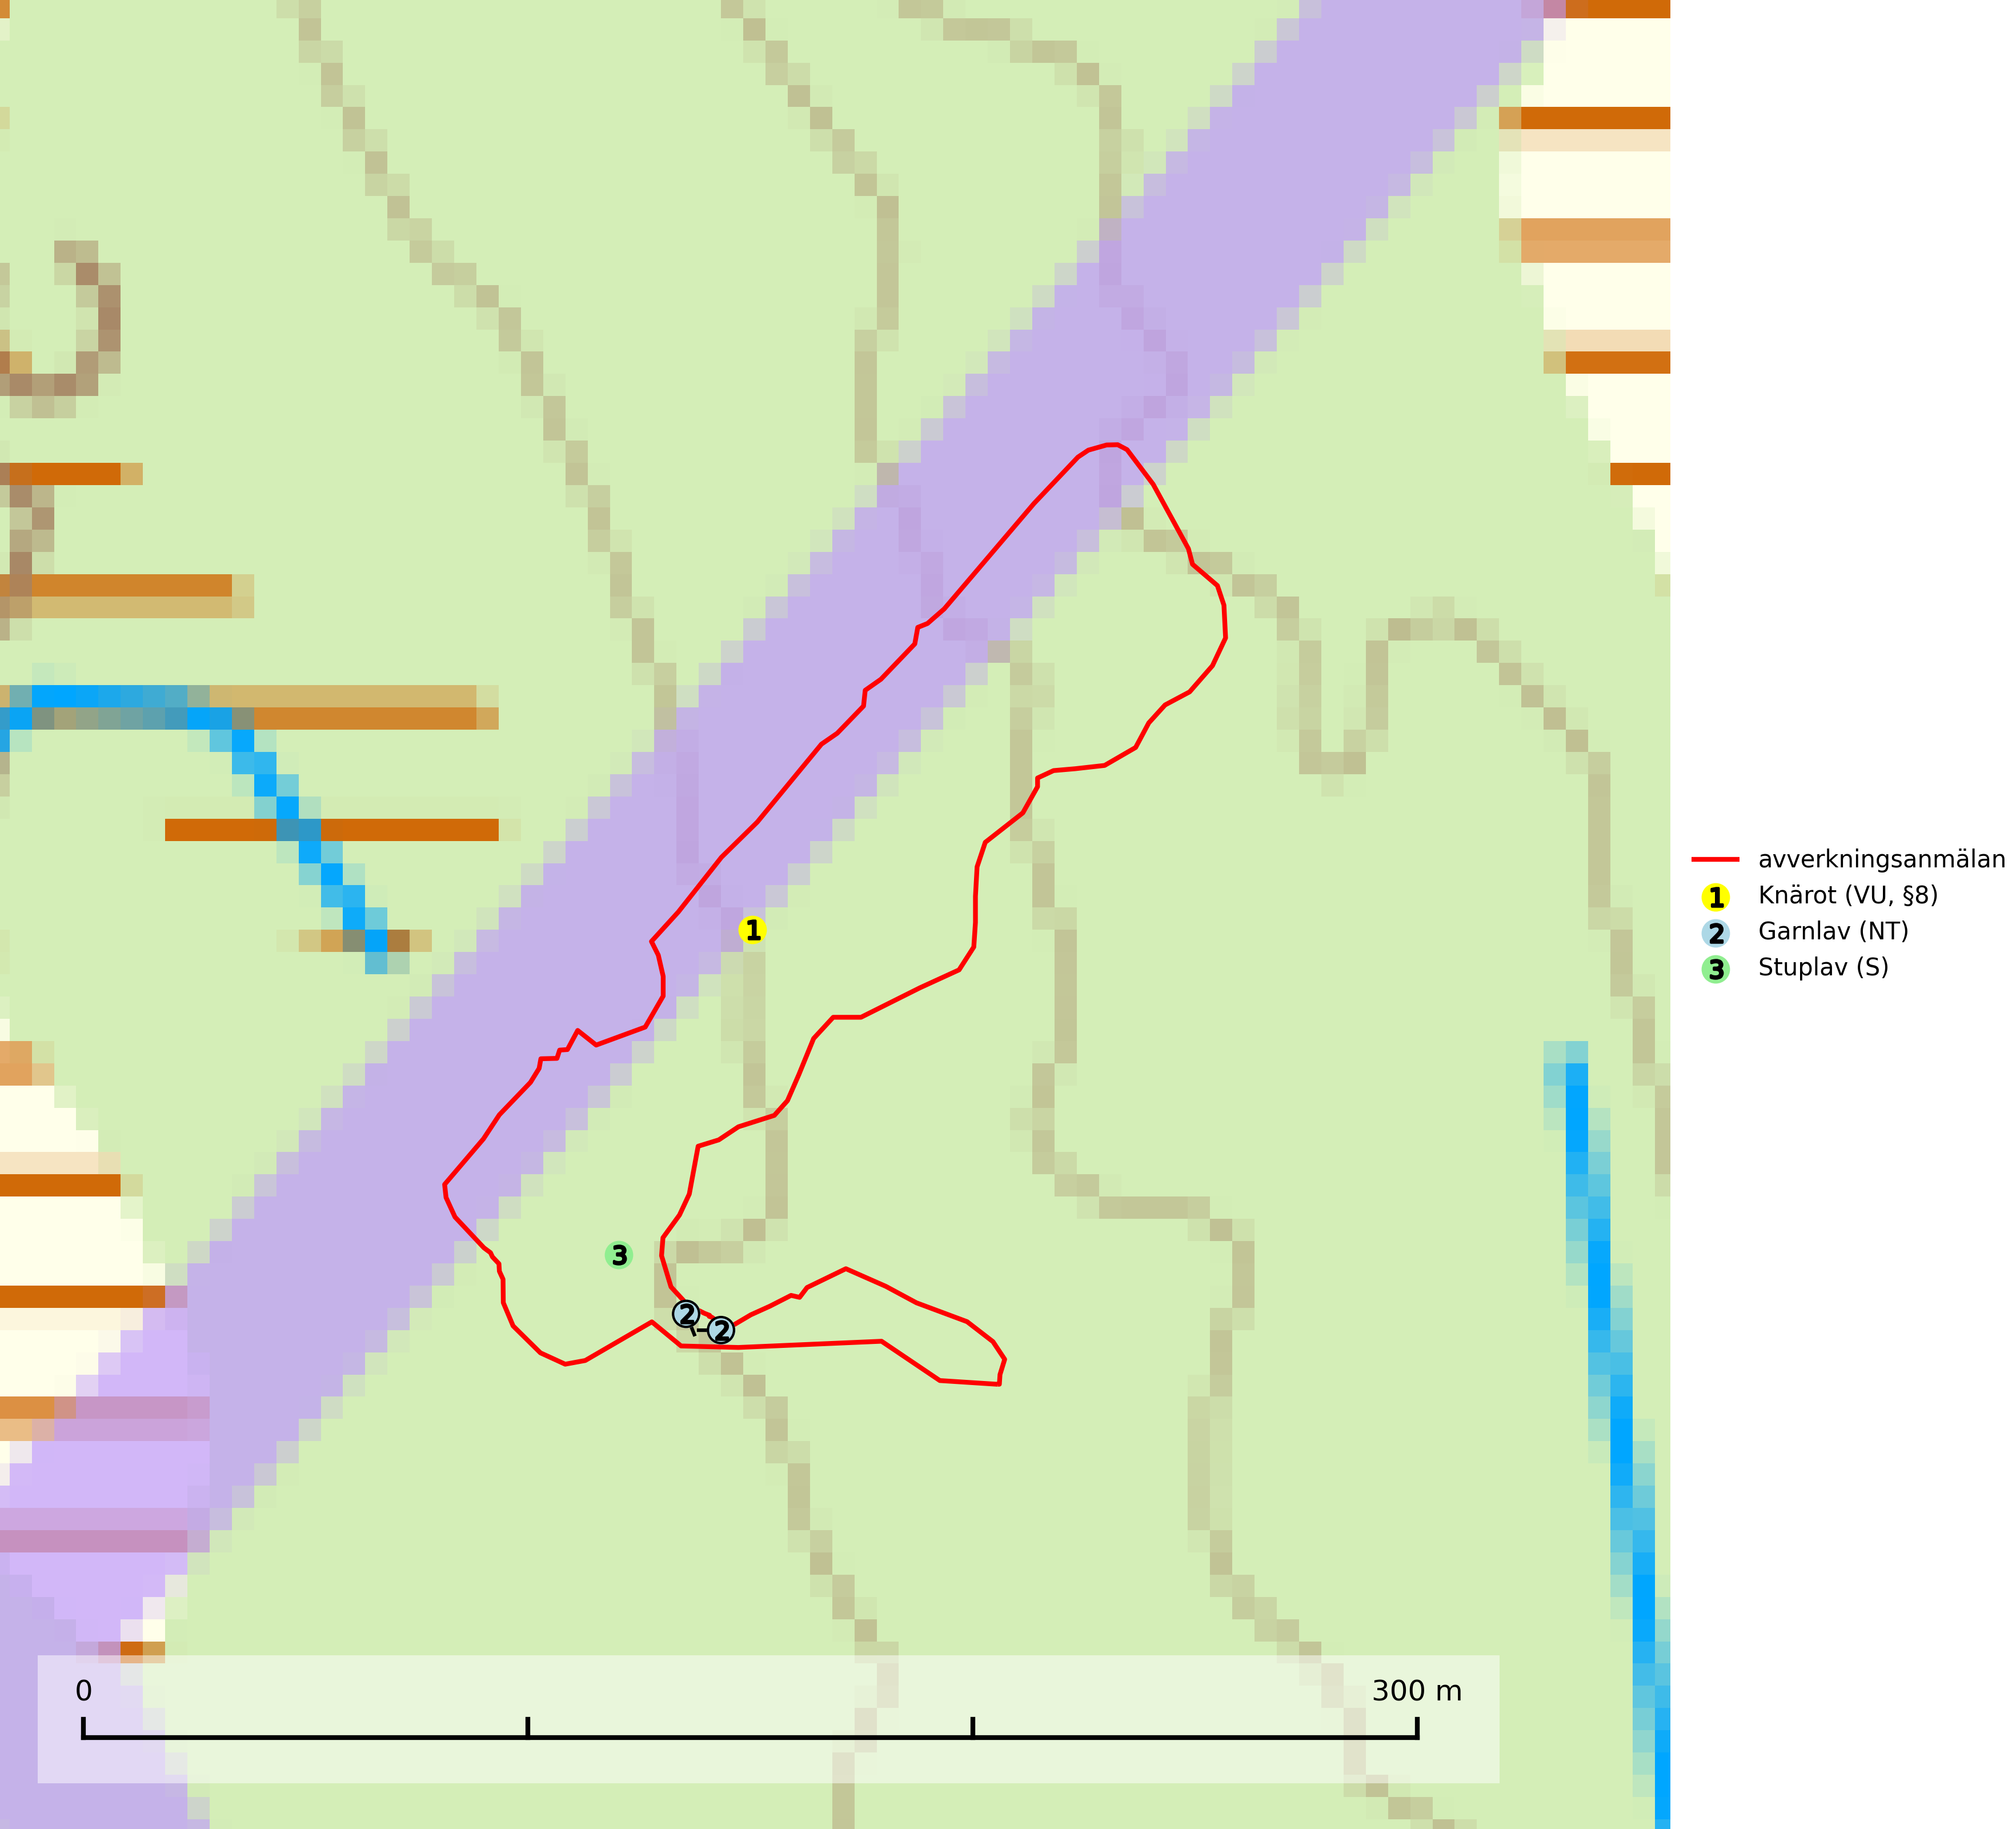 1
3
2
2
0
300 m
avverkningsanmälan
1 Knärot (VU, §8)
2 Garnlav (NT)
3 Stuplav (S)